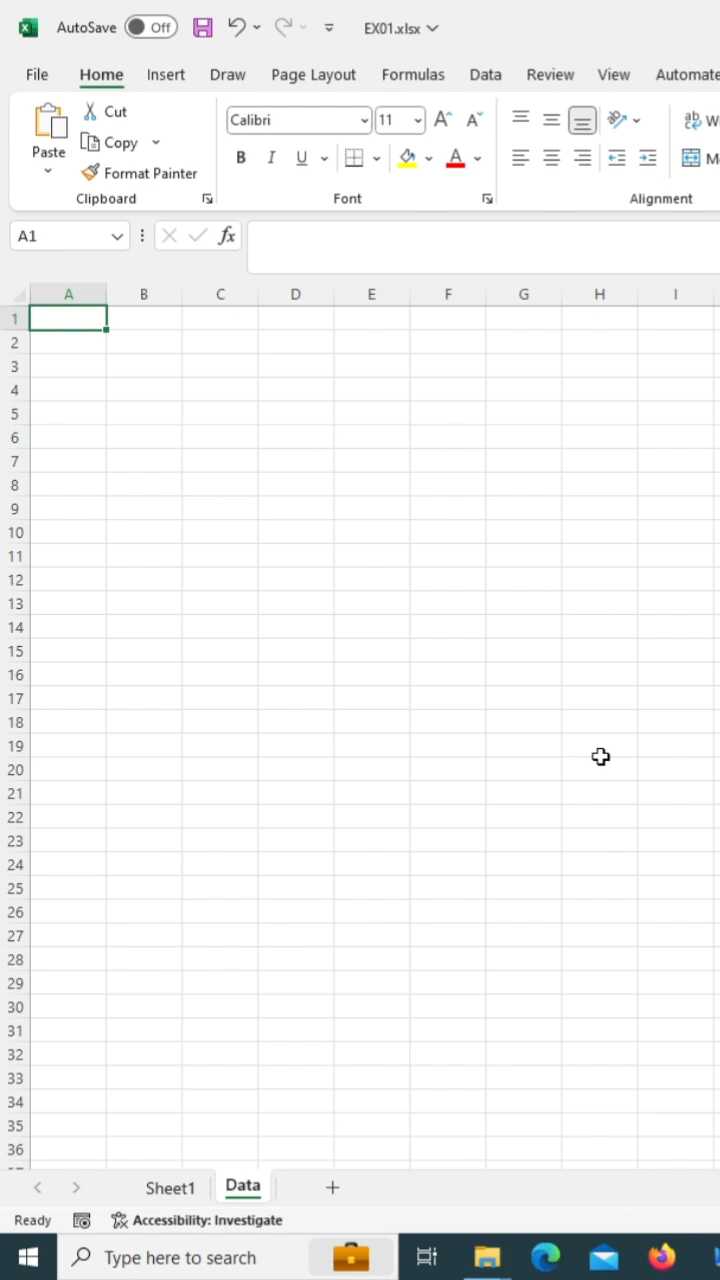 AutoSave Off EX01.xlsx
File Home Insert Draw Page Layout Formulas Data Review View Automate
Paste
Cut
Copy
Format Painter
Clipboard
Calibri 11
B I U A
Font
Alignment
A1 fx
A B C D E F G H I
1
2
3
4
5
6
7
8
9
10
11
12
13
14
15
16
17
18
19
20
21
22
23
24
25
26
27
28
29
30
31
32
33
34
35
36
Sheet1 Data +
Ready Accessibility: Investigate
Type here to search